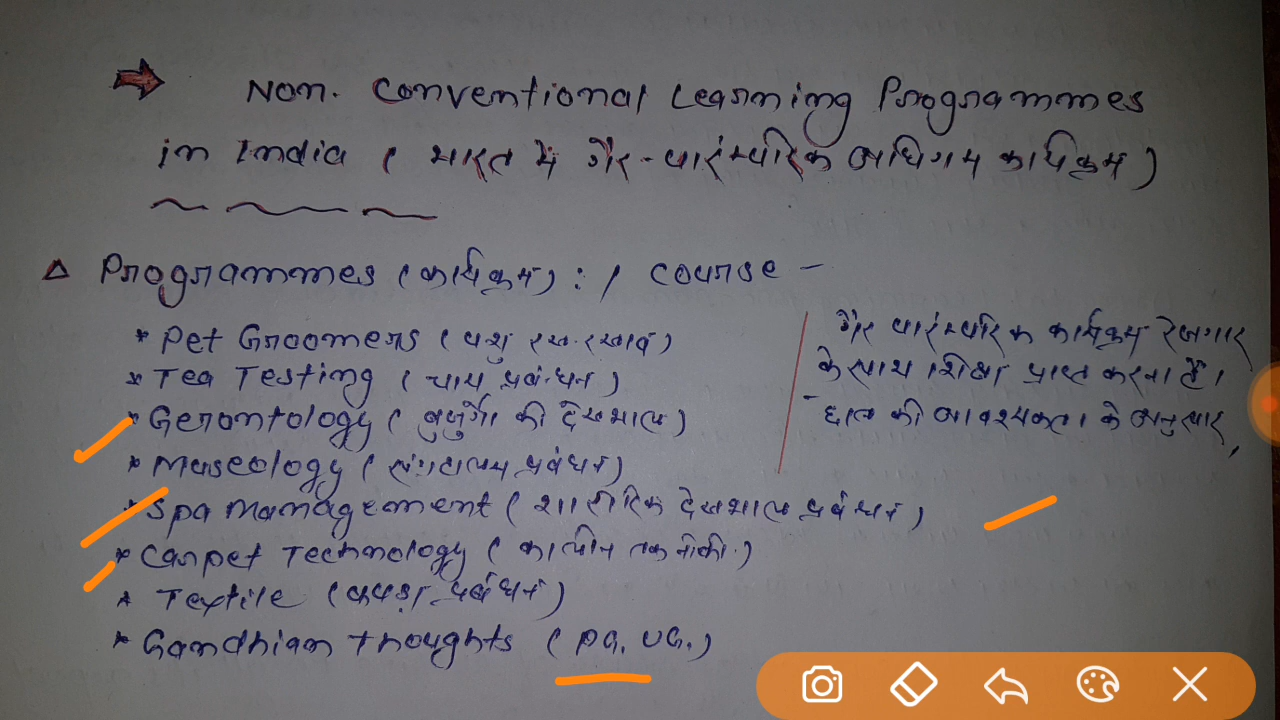 Non. Conventional Learning Programmes
in India ( भारत में गैर-पारंम्परिक अधिगम कार्यक्रम )
Programmes (कार्यक्रम) : / course -
* Pet Groomers ( पशु रख-रखाव )
* Tea Testing ( चाय प्रबंधन )
* Gerontology ( बुजुर्गो की देखभाल )
* Museology ( संग्रहालय प्रबंधन )
* Spa Management ( शारीरिक देखभाल प्रबंधन )
* Carpet Technology ( कालीन तकनीकी )
* Textile (कपड़ा प्रबंधन )
* Gandhian Thoughts ( PG. UG. )
गैर पारंम्परिक कार्यक्रम रोजगार
के साथ शिक्षा प्राप्त करना है।
- छात्र की आवश्यकता के अनुसार,